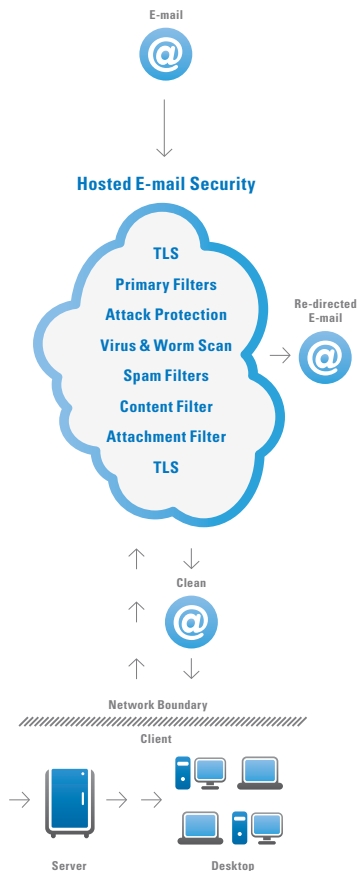 E-mail
@
Hosted E-mail Security
TLS
Primary Filters
Attack Protection
Virus & Worm Scan
Spam Filters
Content Filter
Attachment Filter
TLS
Re-directed
E-mail
@
Clean
@
Network Boundary
Client
Server
Desktop